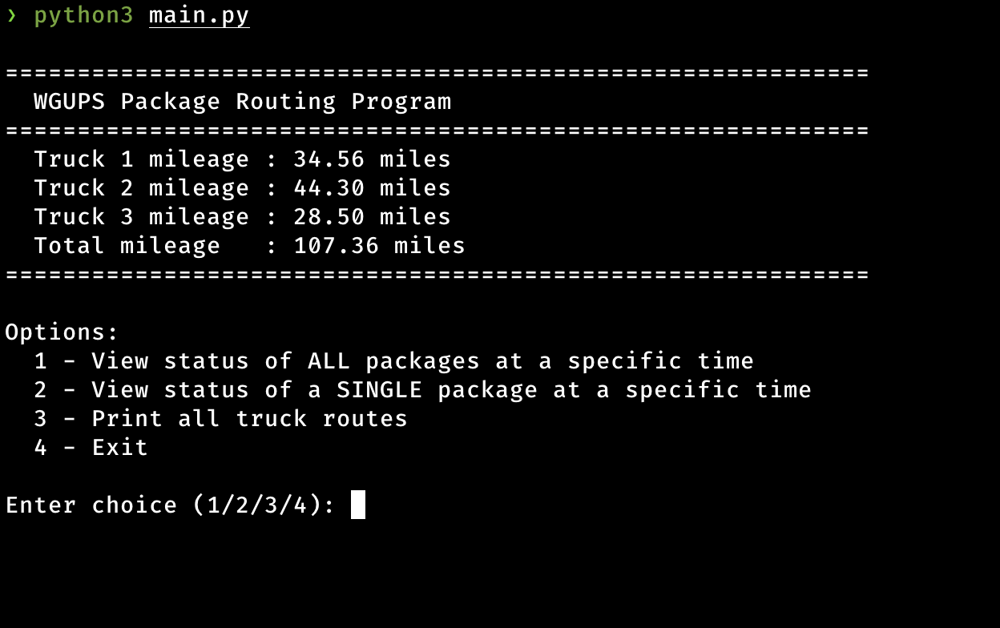 ❯ python3 main.py
============================================================
  WGUPS Package Routing Program
============================================================
  Truck 1 mileage : 34.56 miles
  Truck 2 mileage : 44.30 miles
  Truck 3 mileage : 28.50 miles
  Total mileage   : 107.36 miles
============================================================
Options:
  1 - View status of ALL packages at a specific time
  2 - View status of a SINGLE package at a specific time
  3 - Print all truck routes
  4 - Exit
Enter choice (1/2/3/4):